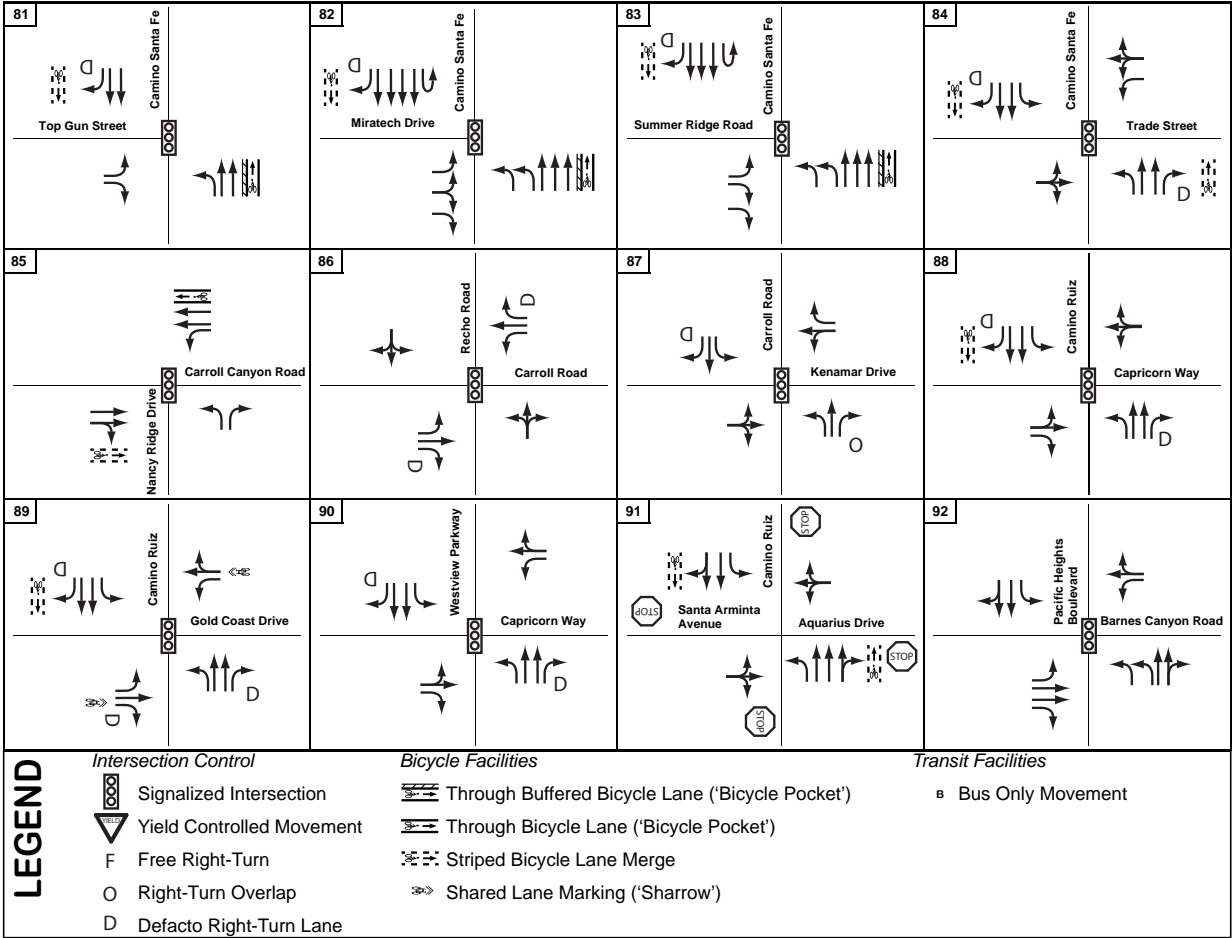 81
Camino Santa Fe
D
Top Gun Street
82
Camino Santa Fe
D
Miratech Drive
83
Camino Santa Fe
D
Summer Ridge Road
84
Camino Santa Fe
D
Trade Street
D
85
Carroll Canyon Road
Nancy Ridge Drive
86
Recho Road
D
Carroll Road
D
87
Carroll Road
D
Kenamar Drive
O
88
Camino Ruiz
D
Capricorn Way
D
89
Camino Ruiz
D
Gold Coast Drive
D
D
90
Westview Parkway
D
Capricorn Way
D
91
Camino Ruiz
STOP
STOP
Santa Arminta
Avenue
Aquarius Drive
STOP
STOP
92
Pacific Heights
Boulevard
Barnes Canyon Road
LEGEND
Intersection Control
Signalized Intersection
YIELD
Yield Controlled Movement
F Free Right-Turn
O Right-Turn Overlap
D Defacto Right-Turn Lane
Bicycle Facilities
Through Buffered Bicycle Lane ('Bicycle Pocket')
Through Bicycle Lane ('Bicycle Pocket')
Striped Bicycle Lane Merge
Shared Lane Marking ('Sharrow')
Transit Facilities
B Bus Only Movement